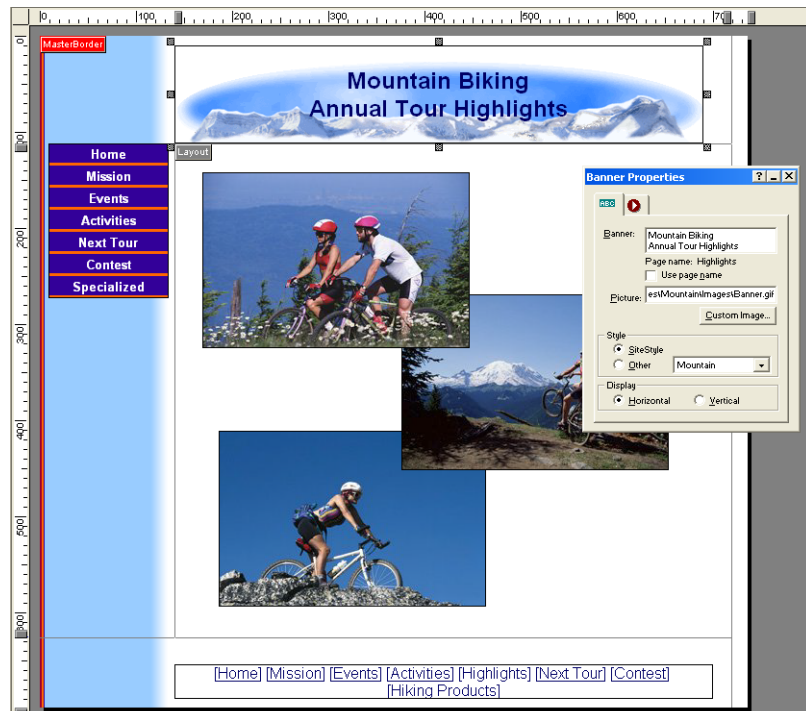 0 100 200 300 400 500 600
MasterBorder
Mountain Biking
Annual Tour Highlights
Layout
Home
Mission
Events
Activities
Next Tour
Contest
Specialized
Banner Properties
ABC
Banner: Mountain Biking
Annual Tour Highlights
Page name: Highlights
Use page name
Picture: es\Mountain\Images\Banner.gif
Custom Image...
Style
SiteStyle
Other Mountain
Display
Horizontal Vertical
0
200
300
400
500
[Home] [Mission] [Events] [Activities] [Highlights] [Next Tour] [Contest]
[Hiking Products]